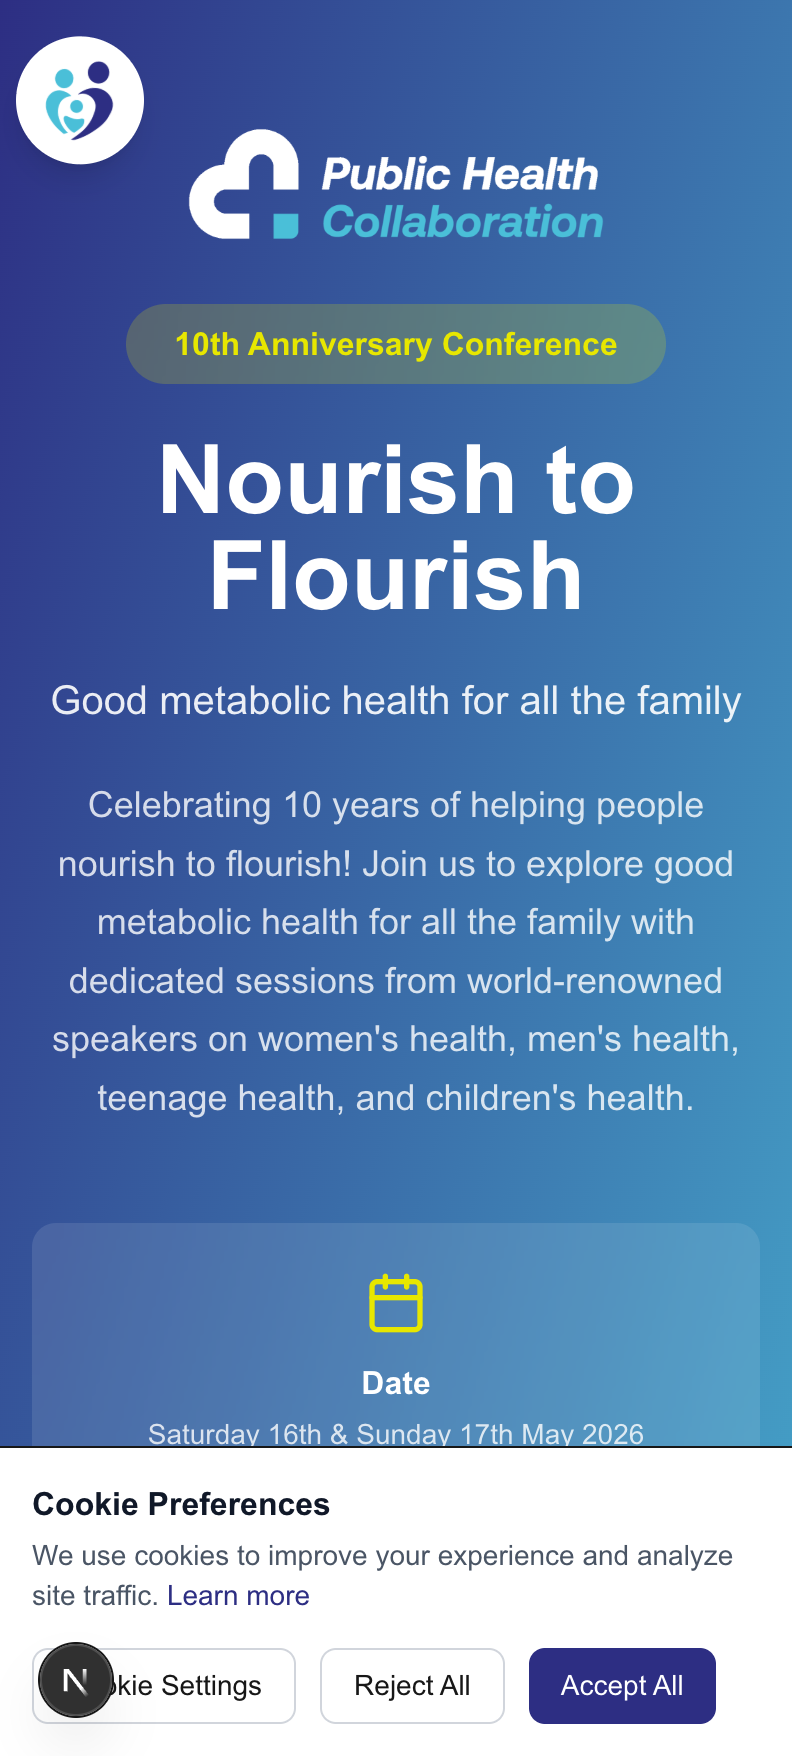 Public Health
Collaboration
10th Anniversary Conference
Nourish to
Flourish
Good metabolic health for all the family
Celebrating 10 years of helping people
nourish to flourish! Join us to explore good
metabolic health for all the family with
dedicated sessions from world-renowned
speakers on women's health, men's health,
teenage health, and children's health.
Date
Saturday 16th & Sunday 17th May 2026
Cookie Preferences
We use cookies to improve your experience and analyze
site traffic. Learn more
N
kie Settings
Reject All
Accept All